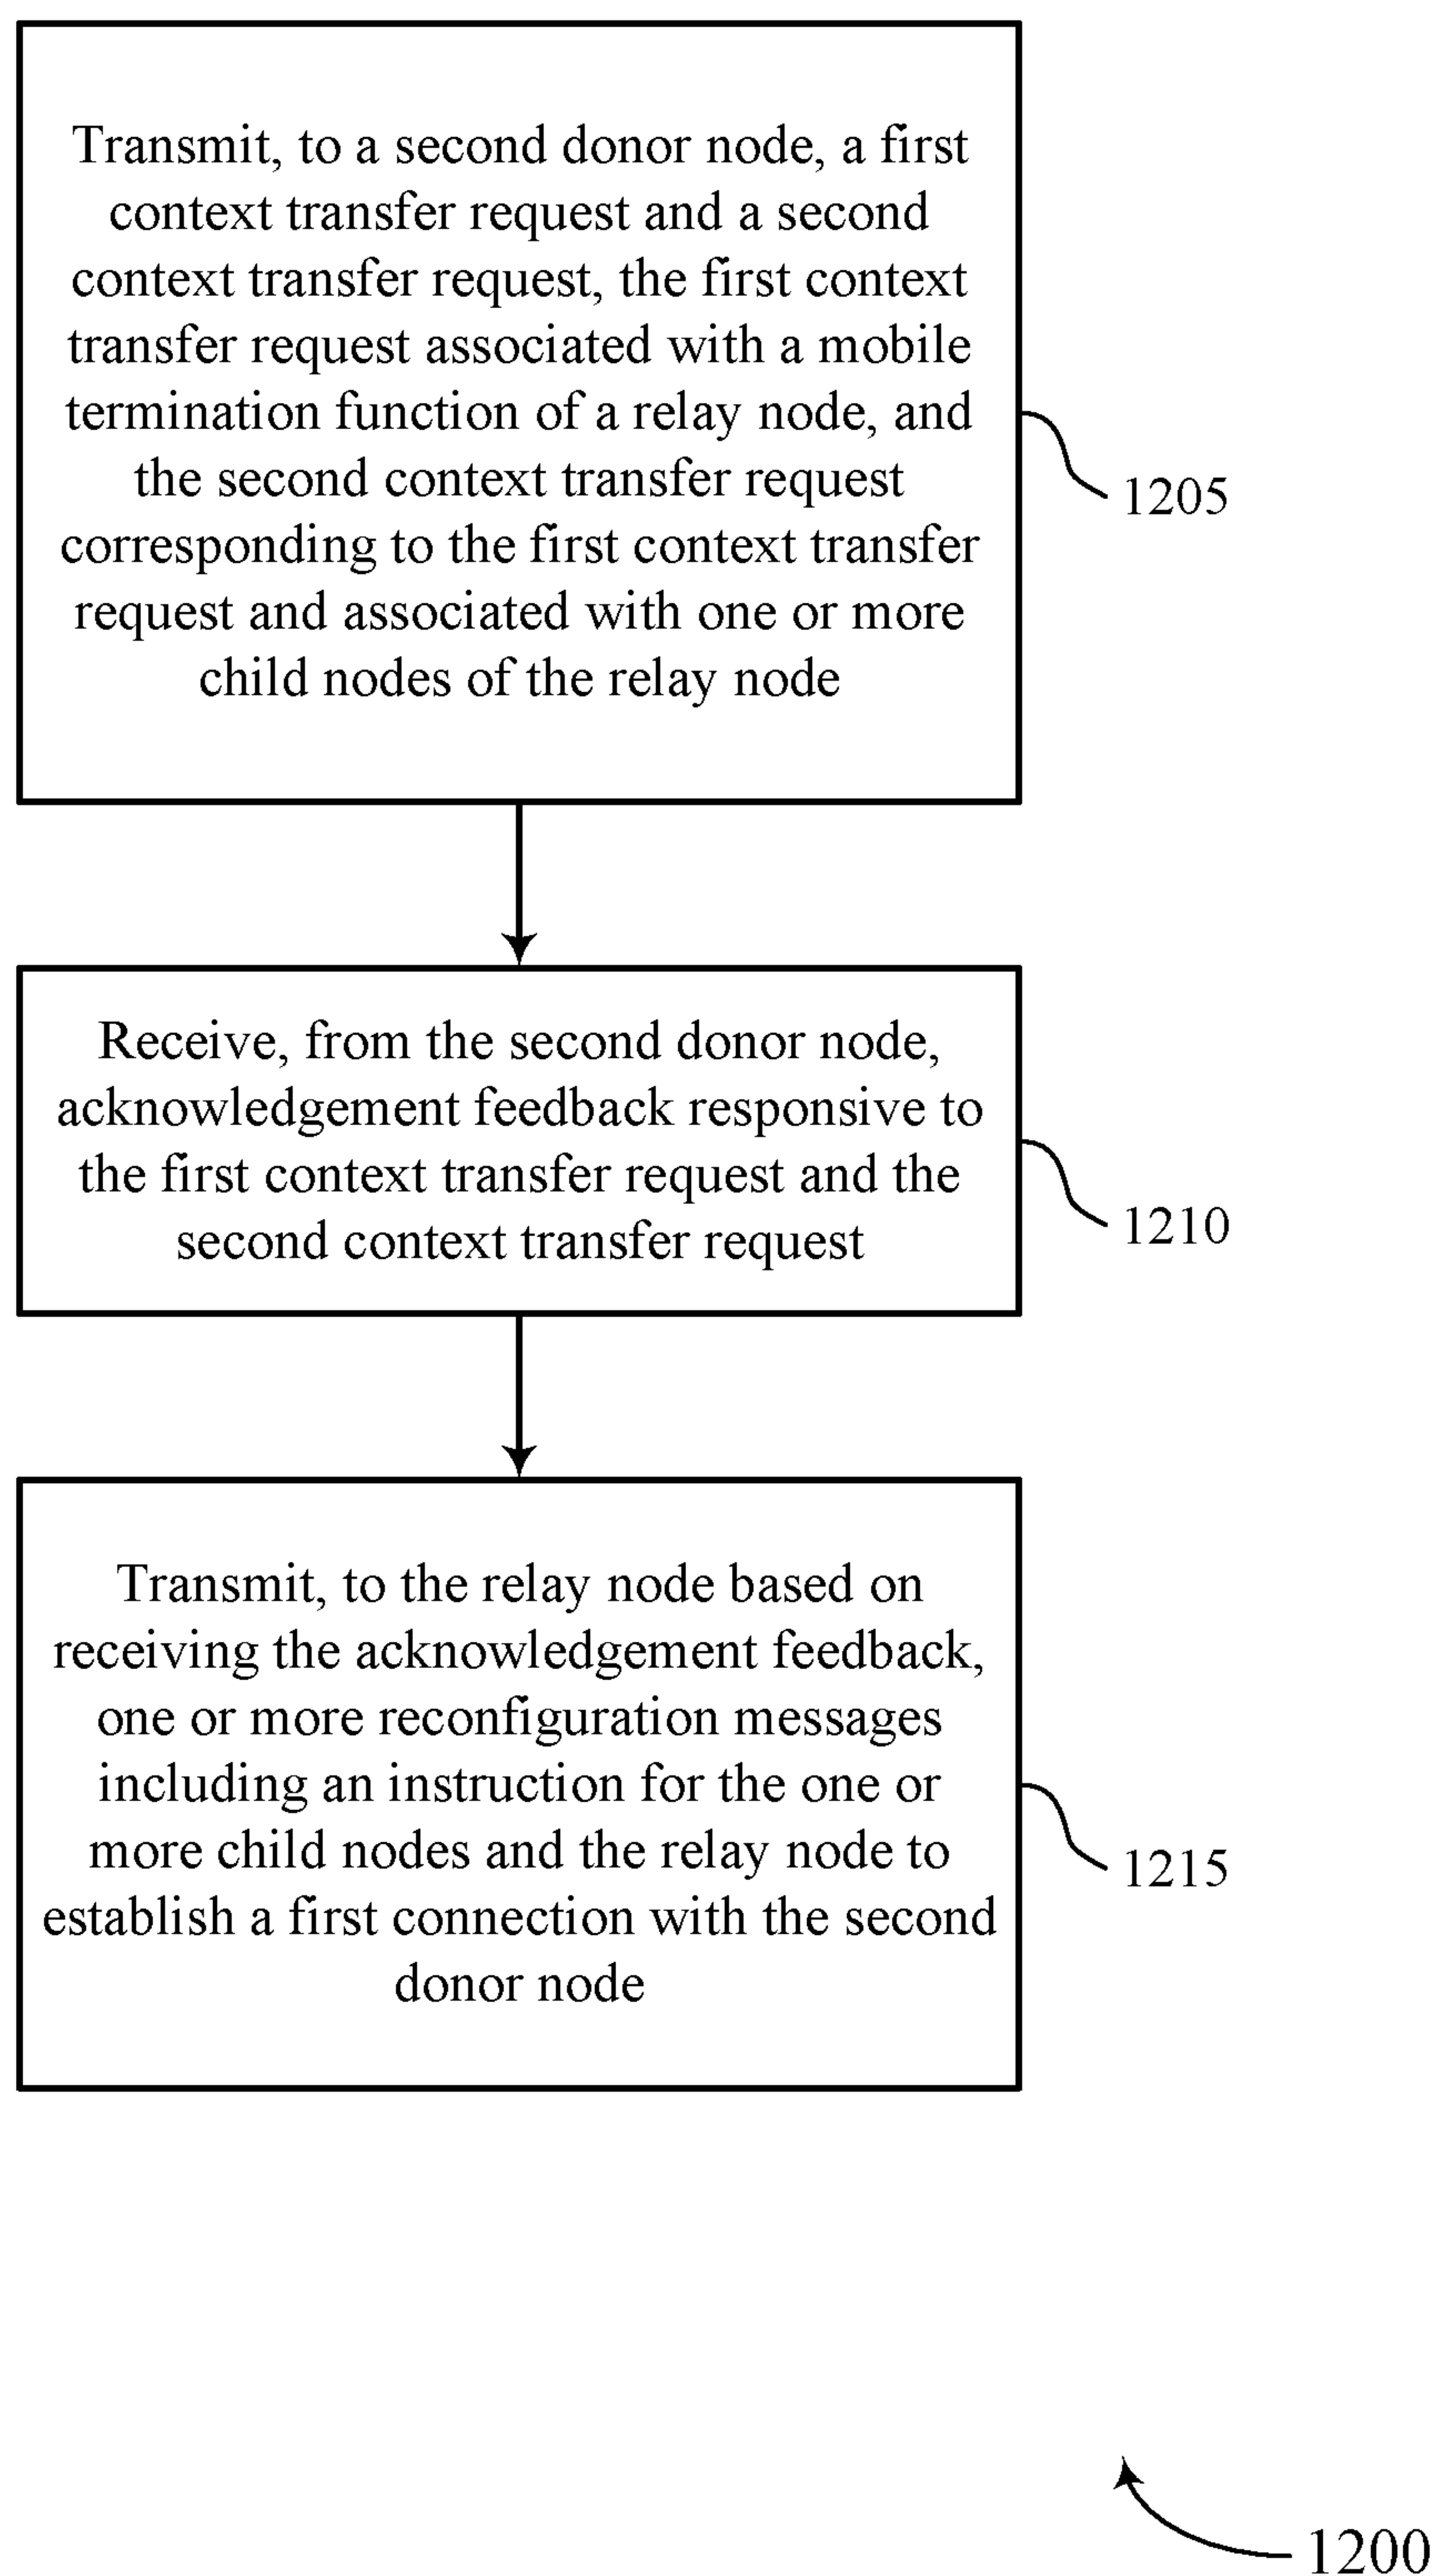 Transmit, to a second donor node, a first
context transfer request and a second
context transfer request, the first context
transfer request associated with a mobile
termination function of a relay node, and
the second context transfer request
corresponding to the first context transfer
request and associated with one or more
child nodes of the relay node
1205
Receive, from the second donor node,
acknowledgement feedback responsive to
the first context transfer request and the
second context transfer request
1210
Transmit, to the relay node based on
receiving the acknowledgement feedback,
one or more reconfiguration messages
including an instruction for the one or
more child nodes and the relay node to
establish a first connection with the second
donor node
1215
1200